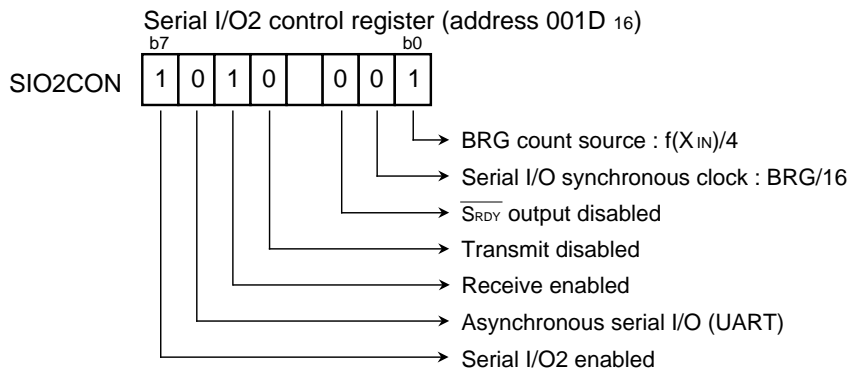 Serial I/O2 control register (address 001D 16)
b7 b0
SIO2CON 1 0 1 0 0 0 1
BRG count source : f(XIN)/4
Serial I/O synchronous clock : BRG/16
SRDY output disabled
Transmit disabled
Receive enabled
Asynchronous serial I/O (UART)
Serial I/O2 enabled